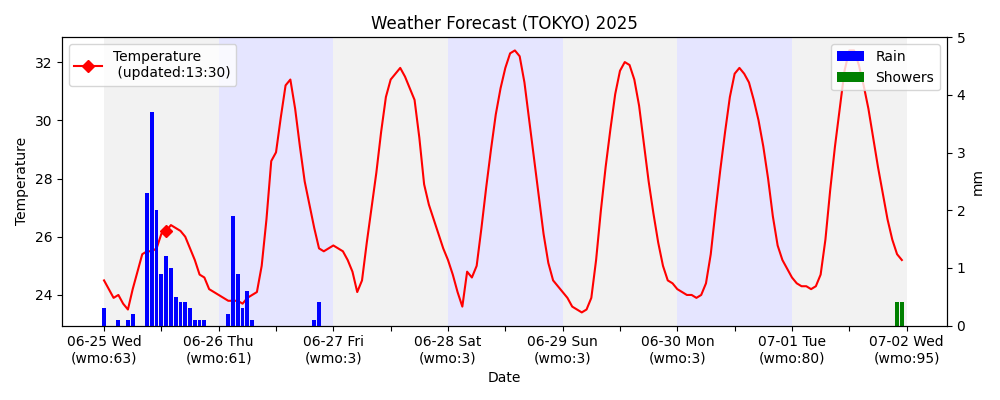 Weather Forecast (TOKYO) 2025
Temperature
(updated:13:30)
Rain
Showers
Temperature
32
30
28
26
24
5
4
3
2
1
0
mm
06-25 Wed
(wmo:63)
06-26 Thu
(wmo:61)
06-27 Fri
(wmo:3)
06-28 Sat
(wmo:3)
06-29 Sun
(wmo:3)
06-30 Mon
(wmo:3)
07-01 Tue
(wmo:80)
07-02 Wed
(wmo:95)
Date